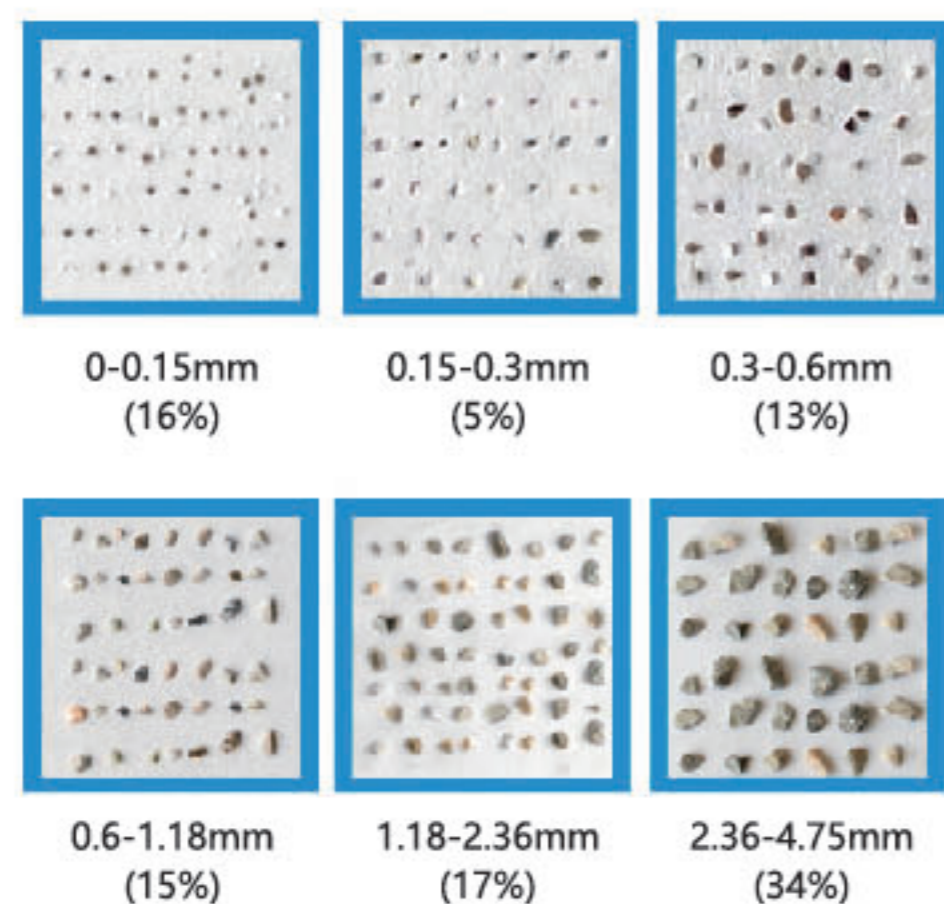 0-0.15mm
(16%)
0.15-0.3mm
(5%)
0.3-0.6mm
(13%)
0.6-1.18mm
(15%)
1.18-2.36mm
(17%)
2.36-4.75mm
(34%)